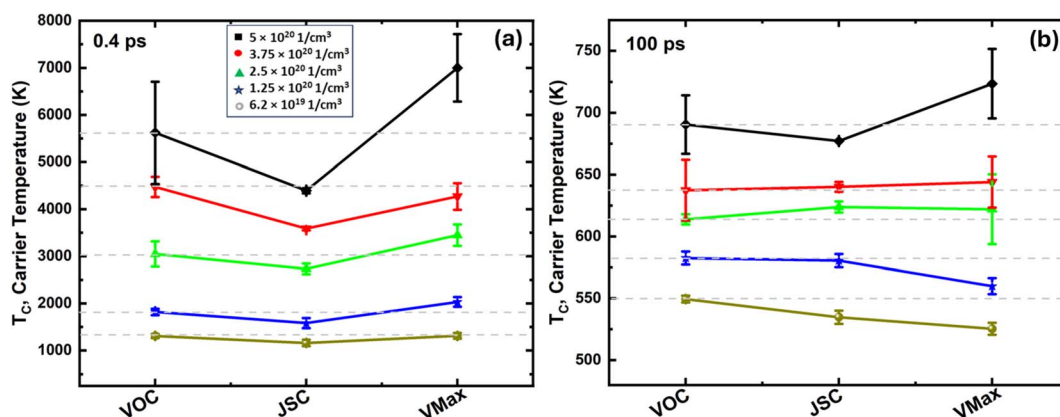 0.4 ps
(a)
5 × 10²⁰ 1/cm³
3.75 × 10²⁰ 1/cm³
2.5 × 10²⁰ 1/cm³
1.25 × 10²⁰ 1/cm³
6.2 × 10¹⁹ 1/cm³
T_C, Carrier Temperature (K)
8000
7000
6000
5000
4000
3000
2000
1000
VOC
JSC
VMax
100 ps
(b)
T_C, Carrier Temperature (K)
750
700
650
600
550
500
VOC
JSC
VMax